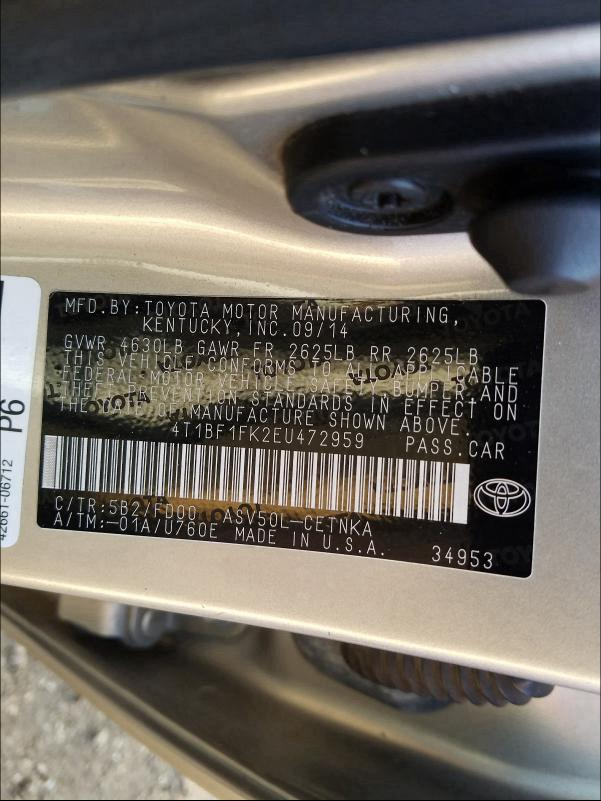 MFD.BY:TOYOTA MOTOR MANUFACTURING,
KENTUCKY, INC.09/14
GVWR 4630LB GAWR FR 2625LB RR 2625LB
THIS VEHICLE CONFORMS TO ALL APPLICABLE
FEDERAL MOTOR VEHICLE SAFETY, BUMPER,AND
THEFT PREVENTION STANDARDS IN EFFECT ON
THE DATE OF MANUFACTURE SHOWN ABOVE.
4T1BF1FK2EU472959 PASS.CAR
C/TR:5B2/FD00 ASV50L-CETNKA
A/TM:-01A/U760E MADE IN U.S.A. 34953
P6
42661-06712